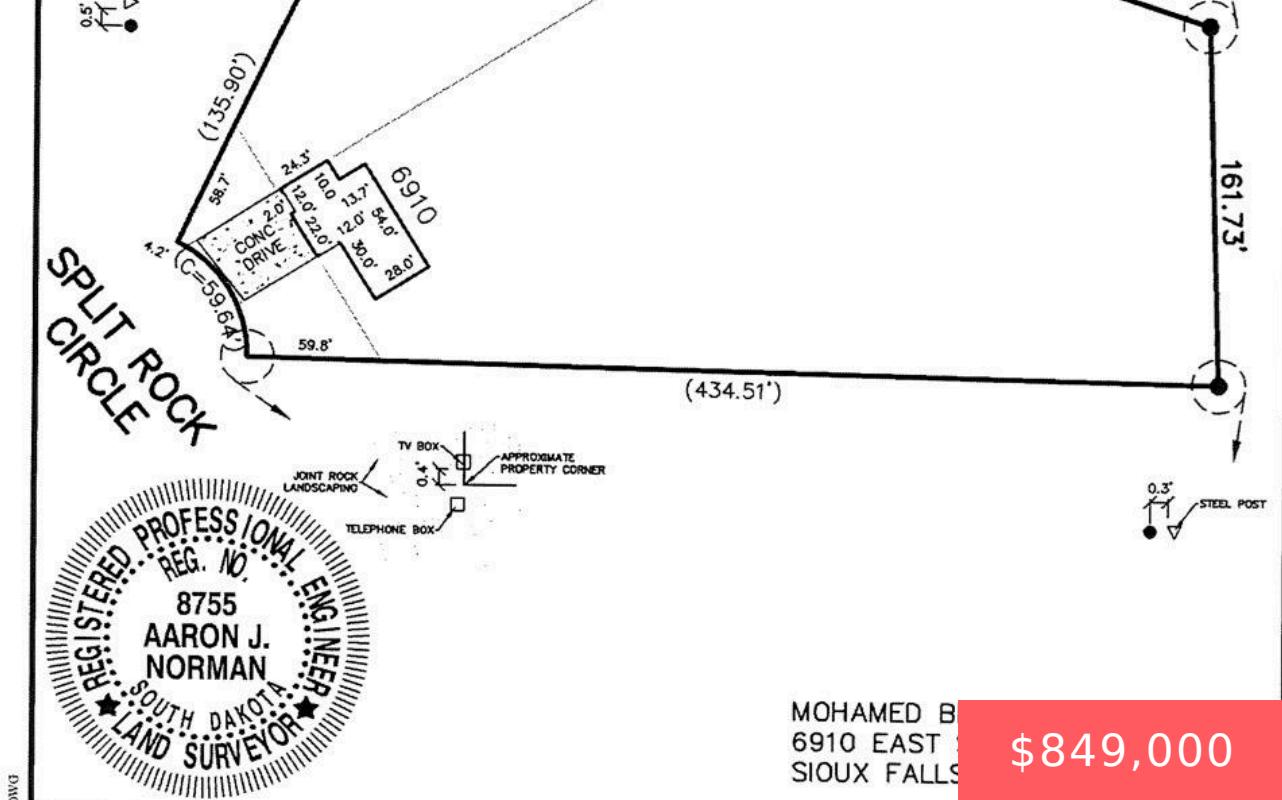 0.5'
(135.90')
58.7'
24.3'
10.0
12.0'
2.0'
13.7'
6910
54.0'
22.0'
12.0'
30.0'
28.0'
CONC
DRIVE
4.2'
(C=59.64')
SPLIT ROCK
CIRCLE
59.8'
(434.51')
161.73'
TV BOX
0.4'
APPROXIMATE
PROPERTY CORNER
JOINT ROCK
LANDSCAPING
TELEPHONE BOX
0.3'
STEEL POST
REGISTERED PROFESSIONAL ENGINEER
REG. NO.
8755
AARON J.
NORMAN
SOUTH DAKOTA
LAND SURVEYOR
MOHAMED
6910 EAST
SIOUX FALLS
$849,000